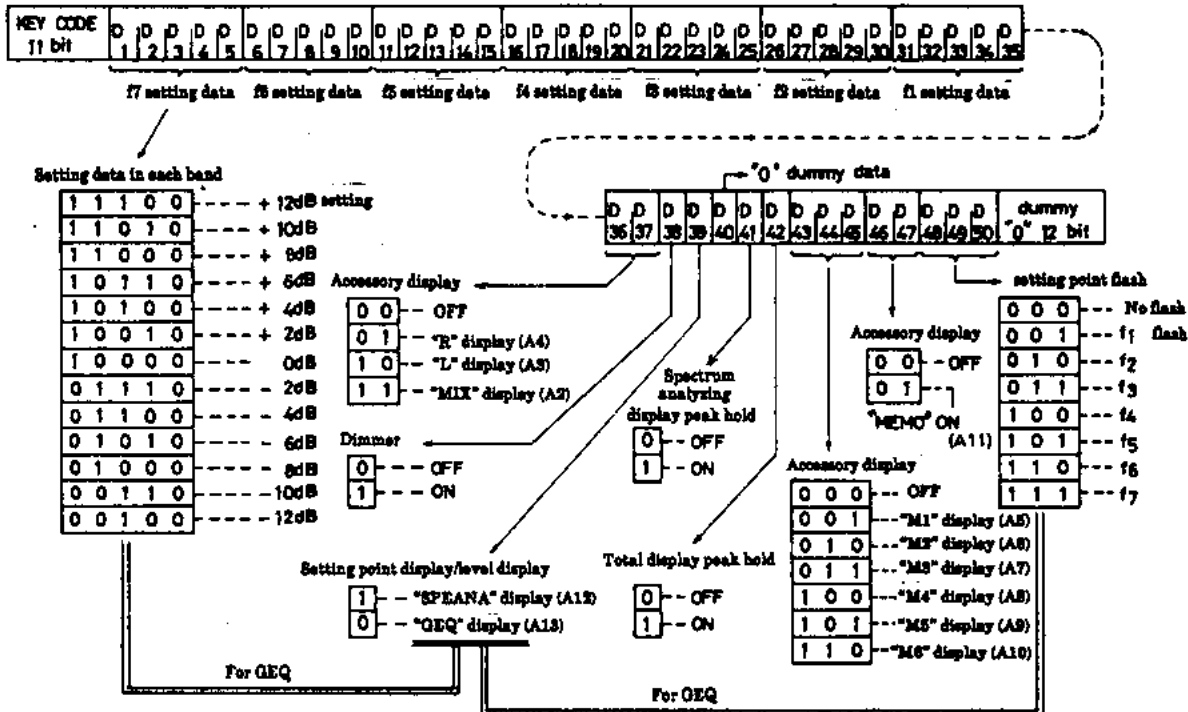 KEY CODE
11 bit
D 1 D 2 D 3 D 4 D 5 D 6 D 7 D 8 D 9 D 10 D 11 D 12 D 13 D 14 D 15 D 16 D 17 D 18 D 19 D 20 D 21 D 22 D 23 D 24 D 25 D 26 D 27 D 28 D 29 D 30 D 31 D 32 D 33 D 34 D 35
f7 setting data f6 setting data f5 setting data f4 setting data f3 setting data f2 setting data f1 setting data
Setting data in each band
1 1 1 0 0 ---- + 12dB setting
1 1 0 1 0 ---- + 10dB
1 1 0 0 0 ---- + 8dB
1 0 1 1 0 ---- + 6dB
1 0 1 0 0 ---- + 4dB
1 0 0 1 0 ---- + 2dB
1 0 0 0 0 ---- 0dB
0 1 1 1 0 ---- - 2dB
0 1 1 0 0 ---- - 4dB
0 1 0 1 0 ---- - 6dB
0 1 0 0 0 ---- - 8dB
0 0 1 1 0 ---- -10dB
0 0 1 0 0 ---- -12dB
"0" dummy data
D 36 D 37 D 38 D 39 D 40 D 41 D 42 D 43 D 44 D 45 D 46 D 47 D 48 D 49 D 50 dummy
"0" 12 bit
Accessory display
0 0 -- OFF
0 1 -- "R" display (A4)
1 0 -- "L" display (A3)
1 1 -- "MIX" display (A2)
Dimmer
0 -- OFF
1 -- ON
Setting point display/level display
1 -- "SPEANA" display (A12)
0 -- "GEQ" display (A13)
Spectrum
analyzing
display peak hold
0 -- OFF
1 -- ON
Total display peak hold
0 -- OFF
1 -- ON
Accessory display
0 0 0 -- OFF
0 0 1 ---"M1" display (A5)
0 1 0 ---"M2" display (A6)
0 1 1 ---"M3" display (A7)
1 0 0 ---"M4" display (A8)
1 0 1 ---"M5" display (A9)
1 1 0 ---"M6" display (A10)
Accessory display
0 0 -- OFF
0 1
"MEMO" ON
(A11)
setting point flash
0 0 0 --- No flash
0 0 1 --- f1 flash
0 1 0 --- f2
0 1 1 --- f3
1 0 0 --- f4
1 0 1 --- f5
1 1 0 --- f6
1 1 1 --- f7
For GEQ
For GEQ